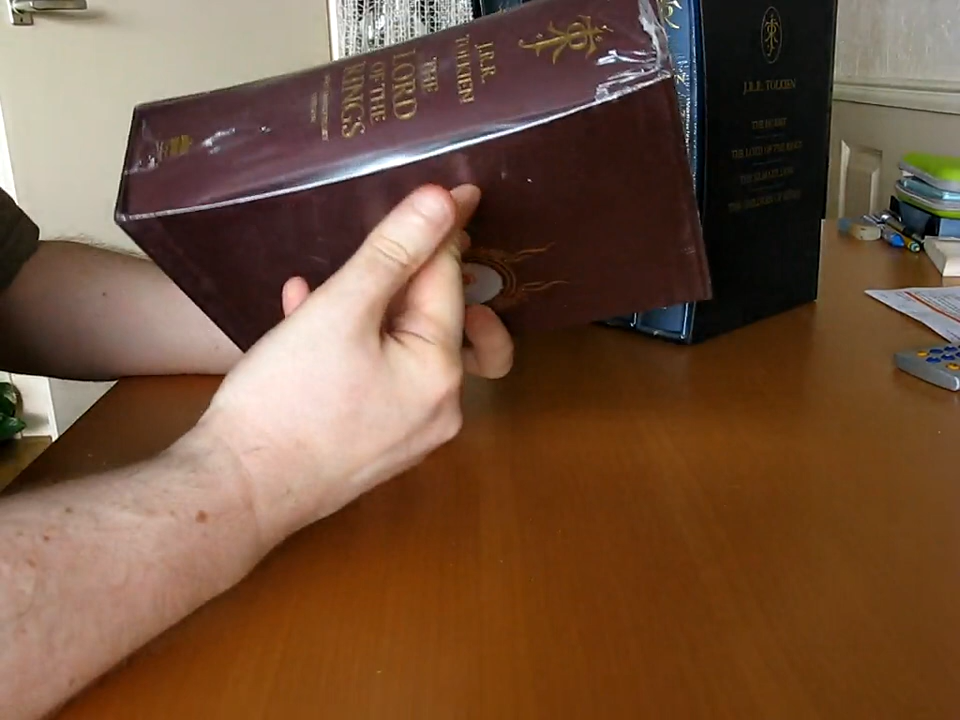 J.R.R.
TOLKIEN
THE
LORD
OF THE
RINGS
J.R.R. TOLKIEN
THE HOBBIT
THE LORD OF THE RINGS
THE SILMARILLION
THE CHILDREN OF HÚRIN